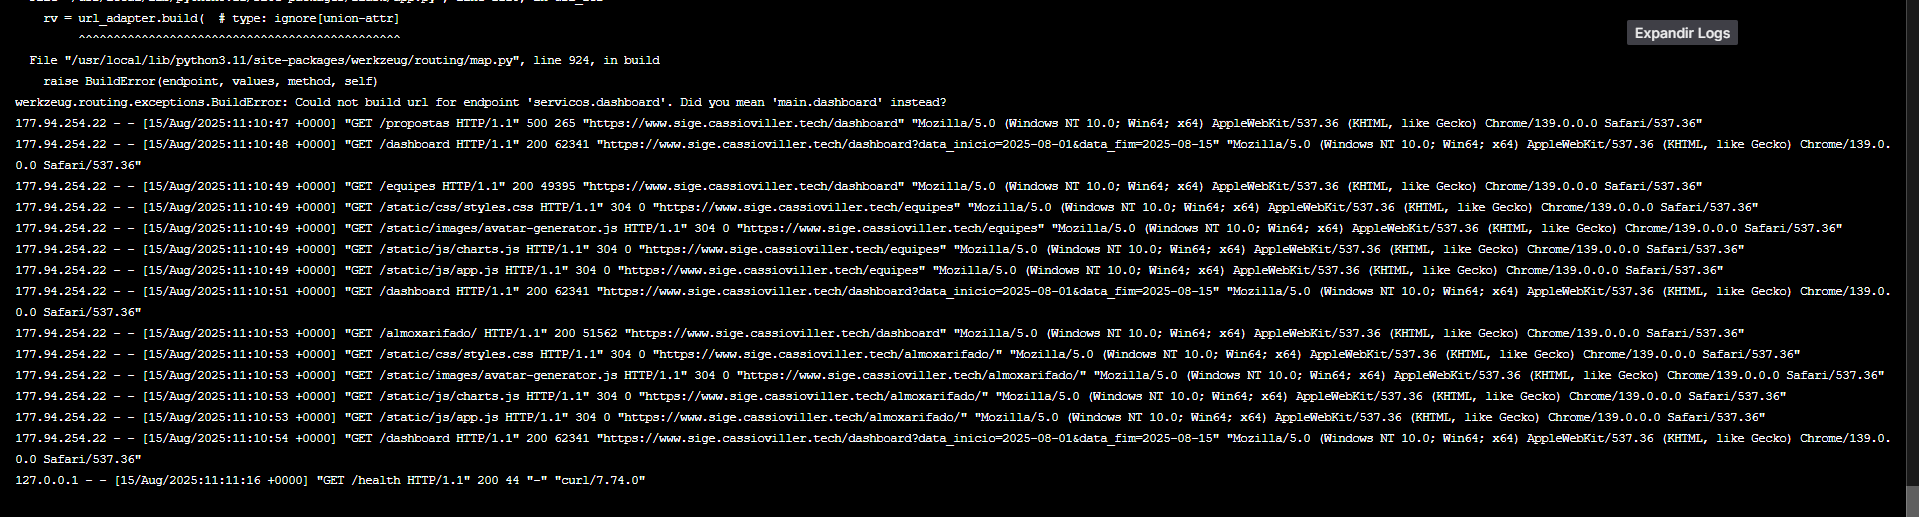 rv = url_adapter.build(  # type: ignore[union-attr]
Expandir Logs
^^^^^^^^^^^^^^^^^^^^^^^^^^^^^^^^^^^^^^^^^^^^^^
File "/usr/local/lib/python3.11/site-packages/werkzeug/routing/map.py", line 924, in build
raise BuildError(endpoint, values, method, self)
werkzeug.routing.exceptions.BuildError: Could not build url for endpoint 'servicos.dashboard'. Did you mean 'main.dashboard' instead?
177.94.254.22 - - [15/Aug/2025:11:10:47 +0000] "GET /propostas HTTP/1.1" 500 265 "https://www.sige.cassioviller.tech/dashboard" "Mozilla/5.0 (Windows NT 10.0; Win64; x64) AppleWebKit/537.36 (KHTML, like Gecko) Chrome/139.0.0.0 Safari/537.36"
177.94.254.22 - - [15/Aug/2025:11:10:48 +0000] "GET /dashboard HTTP/1.1" 200 62341 "https://www.sige.cassioviller.tech/dashboard?data_inicio=2025-08-01&data_fim=2025-08-15" "Mozilla/5.0 (Windows NT 10.0; Win64; x64) AppleWebKit/537.36 (KHTML, like Gecko) Chrome/139.0.
0.0 Safari/537.36"
177.94.254.22 - - [15/Aug/2025:11:10:49 +0000] "GET /equipes HTTP/1.1" 200 49395 "https://www.sige.cassioviller.tech/dashboard" "Mozilla/5.0 (Windows NT 10.0; Win64; x64) AppleWebKit/537.36 (KHTML, like Gecko) Chrome/139.0.0.0 Safari/537.36"
177.94.254.22 - - [15/Aug/2025:11:10:49 +0000] "GET /static/css/styles.css HTTP/1.1" 304 0 "https://www.sige.cassioviller.tech/equipes" "Mozilla/5.0 (Windows NT 10.0; Win64; x64) AppleWebKit/537.36 (KHTML, like Gecko) Chrome/139.0.0.0 Safari/537.36"
177.94.254.22 - - [15/Aug/2025:11:10:49 +0000] "GET /static/images/avatar-generator.js HTTP/1.1" 304 0 "https://www.sige.cassioviller.tech/equipes" "Mozilla/5.0 (Windows NT 10.0; Win64; x64) AppleWebKit/537.36 (KHTML, like Gecko) Chrome/139.0.0.0 Safari/537.36"
177.94.254.22 - - [15/Aug/2025:11:10:49 +0000] "GET /static/js/charts.js HTTP/1.1" 304 0 "https://www.sige.cassioviller.tech/equipes" "Mozilla/5.0 (Windows NT 10.0; Win64; x64) AppleWebKit/537.36 (KHTML, like Gecko) Chrome/139.0.0.0 Safari/537.36"
177.94.254.22 - - [15/Aug/2025:11:10:49 +0000] "GET /static/js/app.js HTTP/1.1" 304 0 "https://www.sige.cassioviller.tech/equipes" "Mozilla/5.0 (Windows NT 10.0; Win64; x64) AppleWebKit/537.36 (KHTML, like Gecko) Chrome/139.0.0.0 Safari/537.36"
177.94.254.22 - - [15/Aug/2025:11:10:51 +0000] "GET /dashboard HTTP/1.1" 200 62341 "https://www.sige.cassioviller.tech/dashboard?data_inicio=2025-08-01&data_fim=2025-08-15" "Mozilla/5.0 (Windows NT 10.0; Win64; x64) AppleWebKit/537.36 (KHTML, like Gecko) Chrome/139.0.
0.0 Safari/537.36"
177.94.254.22 - - [15/Aug/2025:11:10:53 +0000] "GET /almoxarifado/ HTTP/1.1" 200 51562 "https://www.sige.cassioviller.tech/dashboard" "Mozilla/5.0 (Windows NT 10.0; Win64; x64) AppleWebKit/537.36 (KHTML, like Gecko) Chrome/139.0.0.0 Safari/537.36"
177.94.254.22 - - [15/Aug/2025:11:10:53 +0000] "GET /static/css/styles.css HTTP/1.1" 304 0 "https://www.sige.cassioviller.tech/almoxarifado/" "Mozilla/5.0 (Windows NT 10.0; Win64; x64) AppleWebKit/537.36 (KHTML, like Gecko) Chrome/139.0.0.0 Safari/537.36"
177.94.254.22 - - [15/Aug/2025:11:10:53 +0000] "GET /static/images/avatar-generator.js HTTP/1.1" 304 0 "https://www.sige.cassioviller.tech/almoxarifado/" "Mozilla/5.0 (Windows NT 10.0; Win64; x64) AppleWebKit/537.36 (KHTML, like Gecko) Chrome/139.0.0.0 Safari/537.36"
177.94.254.22 - - [15/Aug/2025:11:10:53 +0000] "GET /static/js/charts.js HTTP/1.1" 304 0 "https://www.sige.cassioviller.tech/almoxarifado/" "Mozilla/5.0 (Windows NT 10.0; Win64; x64) AppleWebKit/537.36 (KHTML, like Gecko) Chrome/139.0.0.0 Safari/537.36"
177.94.254.22 - - [15/Aug/2025:11:10:53 +0000] "GET /static/js/app.js HTTP/1.1" 304 0 "https://www.sige.cassioviller.tech/almoxarifado/" "Mozilla/5.0 (Windows NT 10.0; Win64; x64) AppleWebKit/537.36 (KHTML, like Gecko) Chrome/139.0.0.0 Safari/537.36"
177.94.254.22 - - [15/Aug/2025:11:10:54 +0000] "GET /dashboard HTTP/1.1" 200 62341 "https://www.sige.cassioviller.tech/dashboard?data_inicio=2025-08-01&data_fim=2025-08-15" "Mozilla/5.0 (Windows NT 10.0; Win64; x64) AppleWebKit/537.36 (KHTML, like Gecko) Chrome/139.0.
0.0 Safari/537.36"
127.0.0.1 - - [15/Aug/2025:11:11:16 +0000] "GET /health HTTP/1.1" 200 44 "-" "curl/7.74.0"